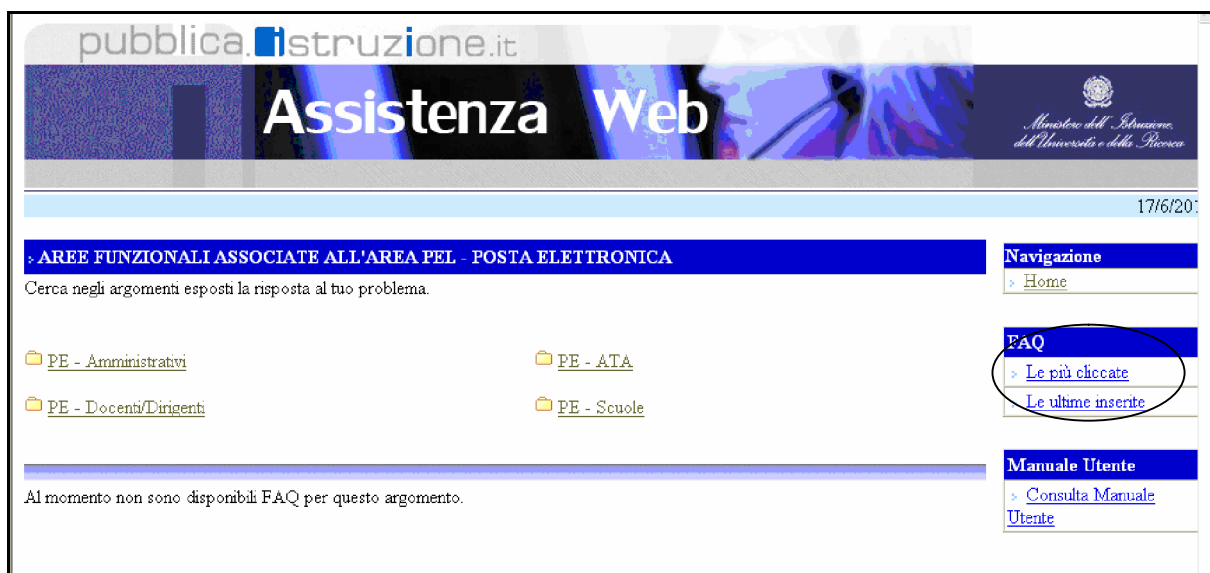 pubblica.istruzione.it
Assistenza Web
Ministero dell'Istruzione,
dell'Università e della Ricerca
17/6/201
AREE FUNZIONALI ASSOCIATE ALL'AREA PEL - POSTA ELETTRONICA
Cerca negli argomenti esposti la risposta al tuo problema.
PE - Amministrativi
PE - ATA
PE - Docenti/Dirigenti
PE - Scuole
Al momento non sono disponibili FAQ per questo argomento.
Navigazione
Home
FAQ
Le più cliccate
Le ultime inserite
Manuale Utente
Consulta Manuale
Utente